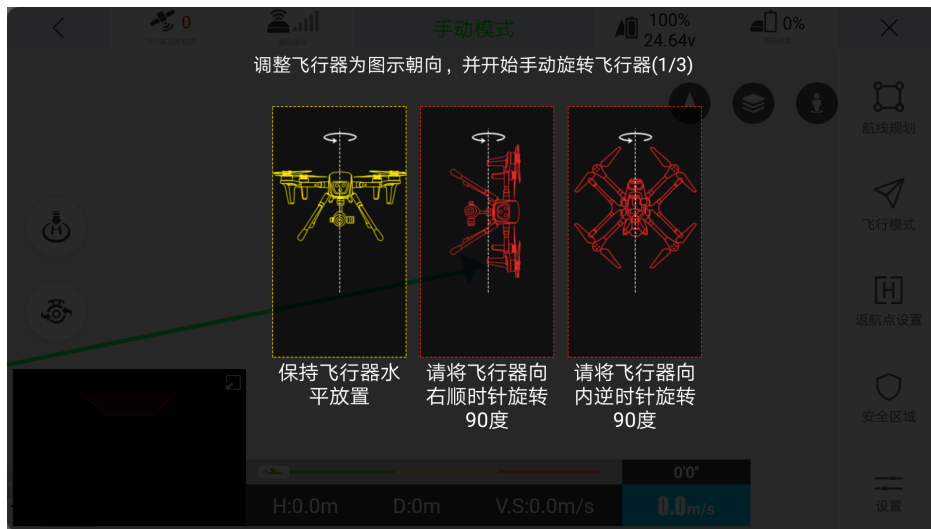 0
手动模式
100%
24.64v
0%
调整飞行器为图示朝向，并开始手动旋转飞行器(1/3)
航线规划
飞行模式
H
返航点设置
安全区域
设置
M
保持飞行器水
平放置
请将飞行器向
右顺时针旋转
90度
请将飞行器向
内逆时针旋转
90度
0'0"
H:0.0m
D:0m
V.S:0.0m/s
0.0m/s